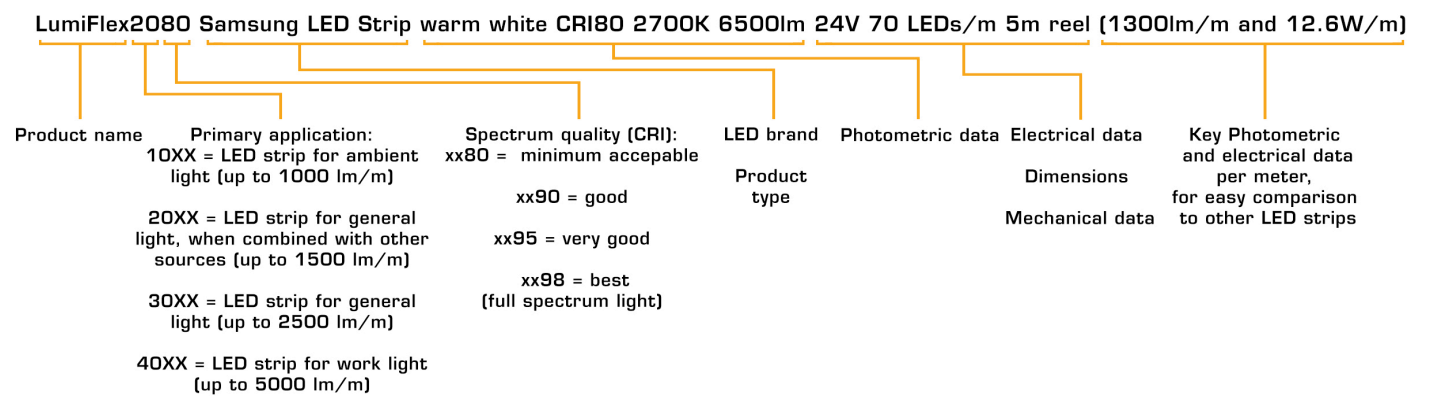 LumiFlex2080 Samsung LED Strip warm white CRI80 2700K 6500lm 24V 70 LEDs/m 5m reel (1300lm/m and 12.6W/m)
Product name
Primary application:
10XX = LED strip for ambient
light (up to 1000 lm/m)
20XX = LED strip for general
light, when combined with other
sources (up to 1500 lm/m)
30XX = LED strip for general
light (up to 2500 lm/m)
40XX = LED strip for work light
(up to 5000 lm/m)
Spectrum quality (CRI):
xx80 = minimum accepable
xx90 = good
xx95 = very good
xx98 = best
(full spectrum light)
LED brand
Product
type
Photometric data
Electrical data
Dimensions
Mechanical data
Key Photometric
and electrical data
per meter,
for easy comparison
to other LED strips